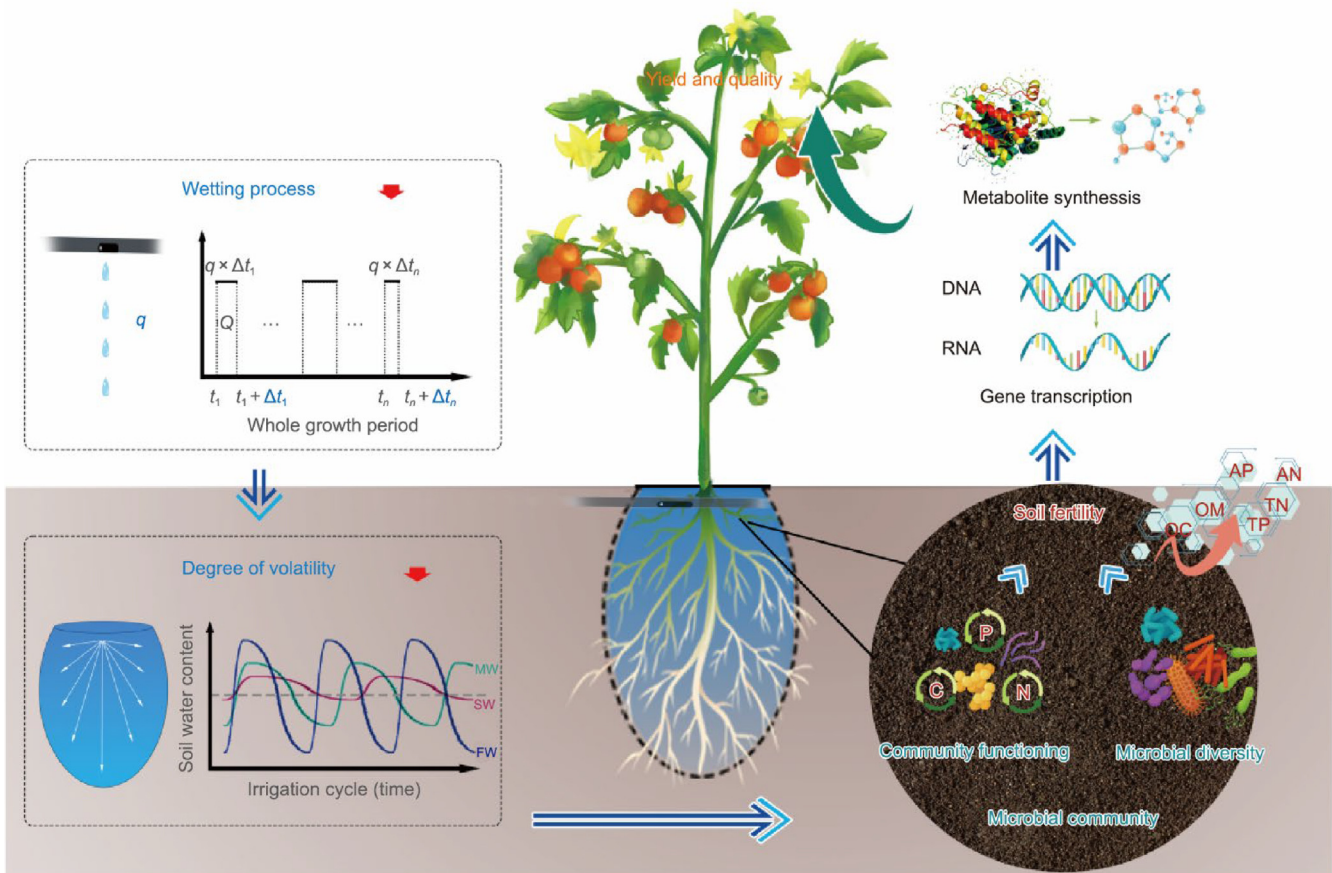 Yield and quality
Wetting process
q × Δt1
q × Δtn
q
Q
...
...
t1
t1 + Δt1
tn
tn + Δtn
Whole growth period
Metabolite synthessis
DNA
RNA
Gene transcription
Degree of volatility
Soil water content
MW
SW
FW
Irrigation cycle (time)
Soil fertility
AP
AN
OM
TN
OC
TP
P
C
N
Community functioning
Microbial diversity
Microbial community